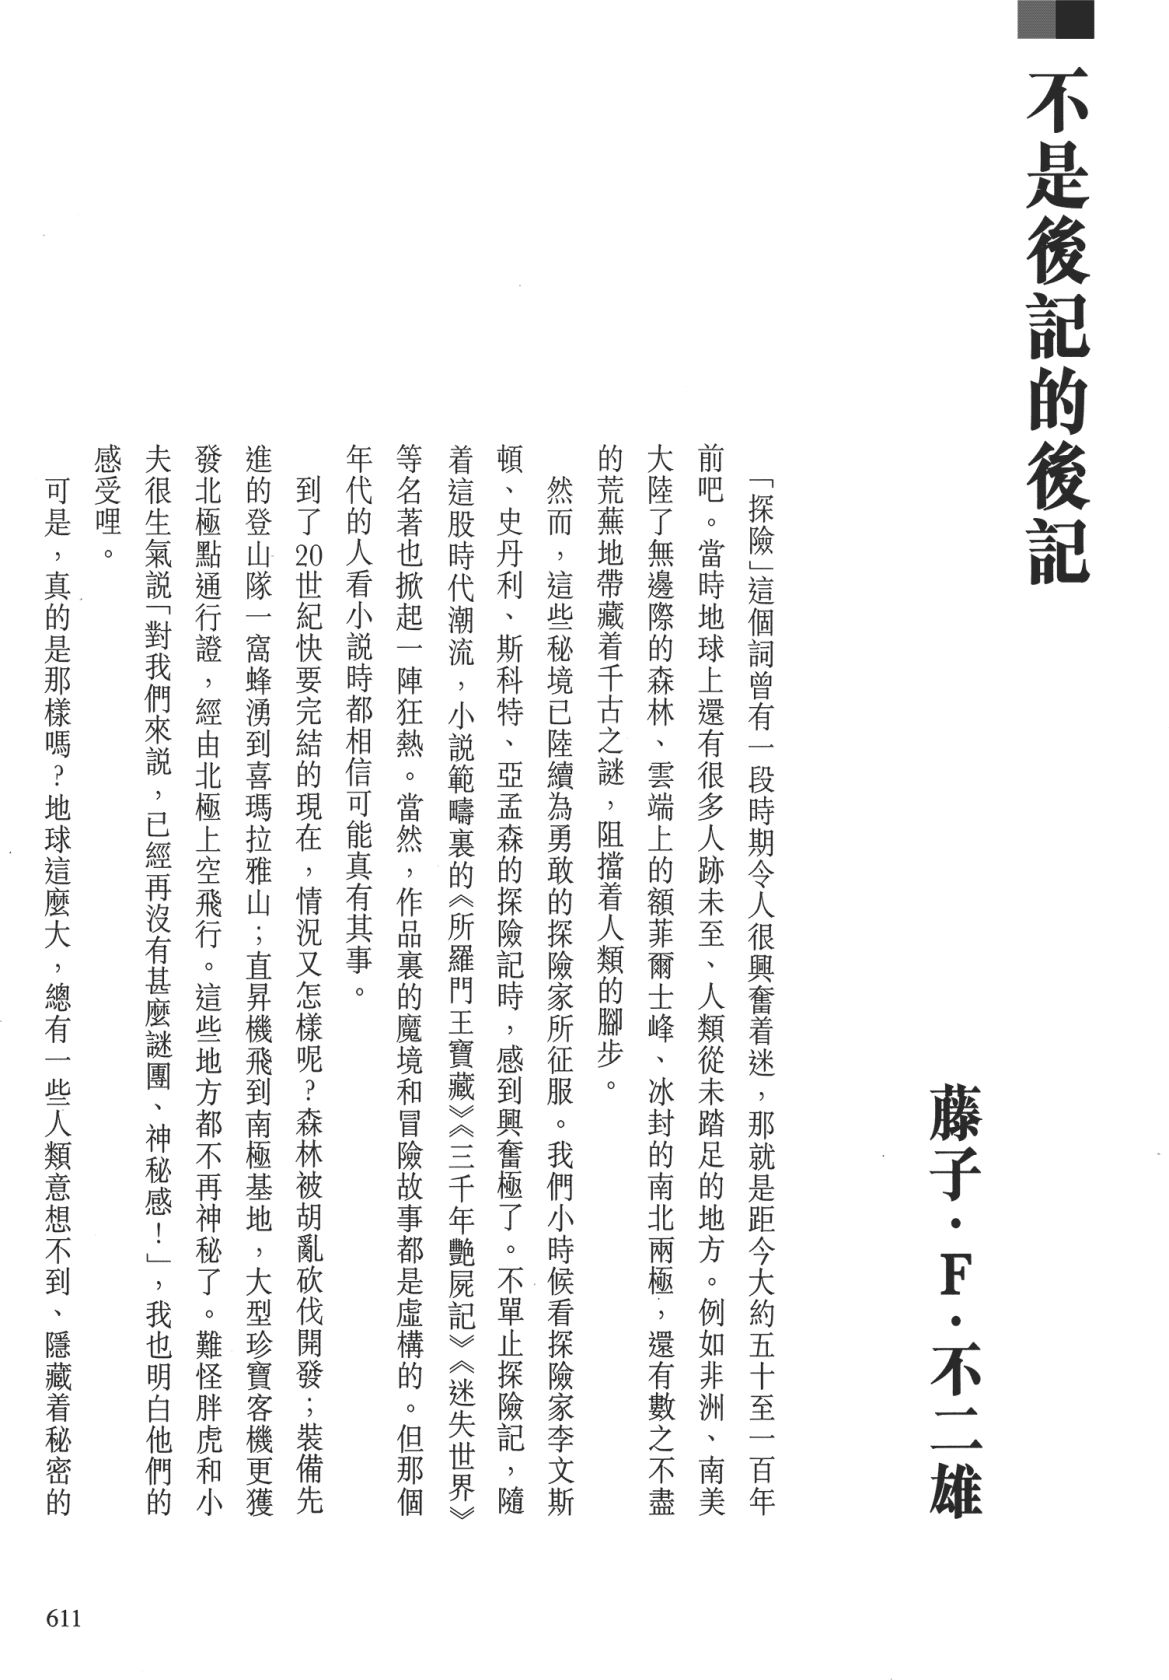 不是後記的後記
藤子·F·不二雄
「探險」這個詞曾有一段時期令人很興奮着迷，那就是距今大約五十至一百年
前吧。當時地球上還有很多人跡未至、人類從未踏足的地方。例如非洲、南美
大陸了無邊際的森林、雲端上的額菲爾士峰、冰封的南北兩極，還有數之不盡
的荒蕪地帶藏着千古之謎，阻擋着人類的腳步。
然而，這些秘境已陸續為勇敢的探險家所征服。我們小時候看探險家李文斯
頓、史丹利、斯科特、亞孟森的探險記時，感到興奮極了。不單止探險記，隨
着這股時代潮流，小説範疇裏的《所羅門王寶藏》《三千年艷屍記》《迷失世界》
等名著也掀起一陣狂熱。當然，作品裏的魔境和冒險故事都是虛構的。但那個
年代的人看小説時都相信可能真有其事。
到了20世紀快要完結的現在，情況又怎樣呢？森林被胡亂砍伐開發；裝備先
進的登山隊一窩蜂湧到喜瑪拉雅山；直昇機飛到南極基地，大型珍寶客機更獲
發北極點通行證，經由北極上空飛行。這些地方都不再神秘了。難怪胖虎和小
夫很生氣説「對我們來説，已經再沒有甚麼謎團、神秘感！」，我也明白他們的
感受哩。
可是，真的是那樣嗎？地球這麼大，總有一些人類意想不到、隱藏着秘密的
611